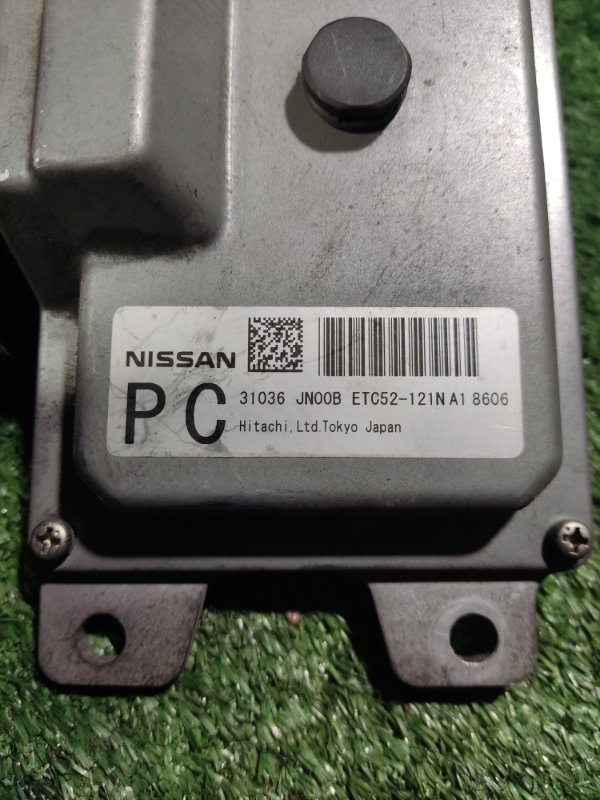 NISSAN
PC
31036 JN00B ETC52-121N A1 8606
Hitachi,Ltd.Tokyo Japan